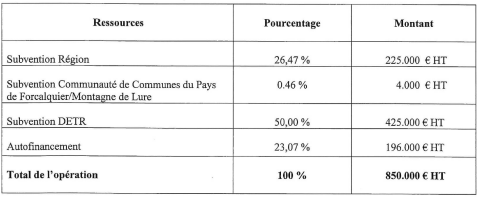 Ressources Pourcentage Montant
Subvention Région 26,47 % 225.000 € HT
Subvention Communauté de Communes du Pays 0.46 % 4.000 € HT
de Forcalquier/Montagne de Lure
Subvention DETR 50,00 % 425.000 € HT
Autofinancement 23,07 % 196.000 € HT
Total de l'opération 100 % 850.000 € HT